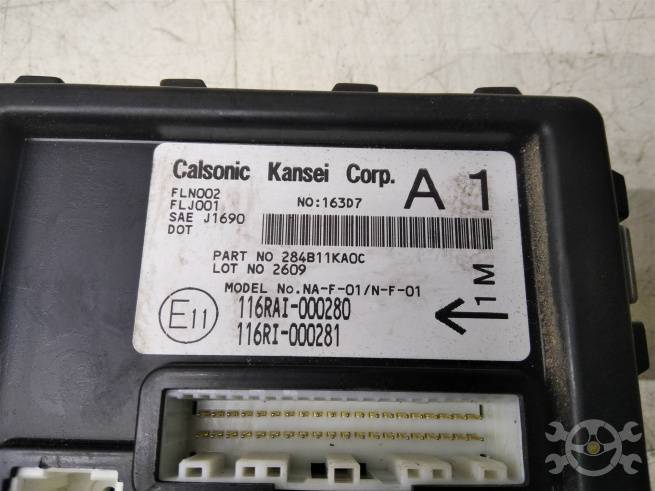 Calsonic Kansei Corp. A 1
FLN002
FLJ001 NO:163D7
SAE J1690
DOT
PART NO 284B11KA0C
LOT NO 2609
MODEL No.NA-F-01/N-F-01
E11 116RAI-000280
116RI-000281
1M